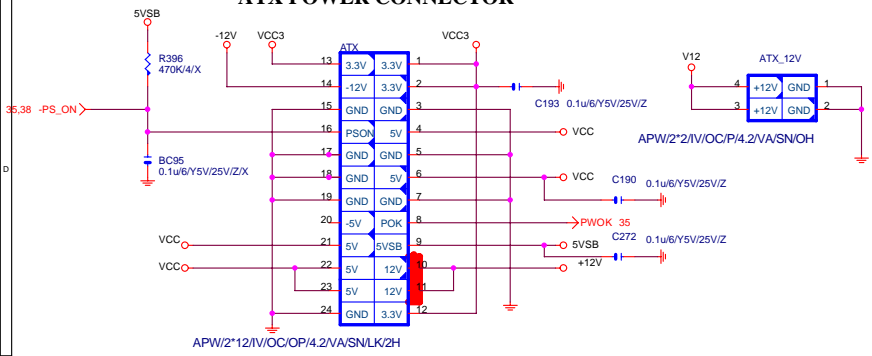 ATX POWER CONNECTOR
5VSB
R396
470K/4/X
35,38 -PS_ON
BC95
0.1u/6/Y5V/25V/Z/X
D
-12V
VCC3
ATX
VCC3
13 3.3V 3.3V 1
14 -12V 3.3V 2
15 GND GND 3
16 PSON 5V 4
17 GND GND 5
18 GND 5V 6
19 GND GND 7
20 -5V POK 8
21 5V 5VSB 9
22 5V 12V 10
23 5V 12V 11
24 GND 3.3V 12
C193 0.1u/6/Y5V/25V/Z
VCC
VCC
C190 0.1u/6/Y5V/25V/Z
PWOK 35
5VSB
C272 0.1u/6/Y5V/25V/Z
+12V
VCC
VCC
APW/2*12/IV/OC/OP/4.2/VA/SN/LK/2H
V12
ATX_12V
4 +12V GND 1
3 +12V GND 2
APW/2*2/IV/OC/P/4.2/VA/SN/OH